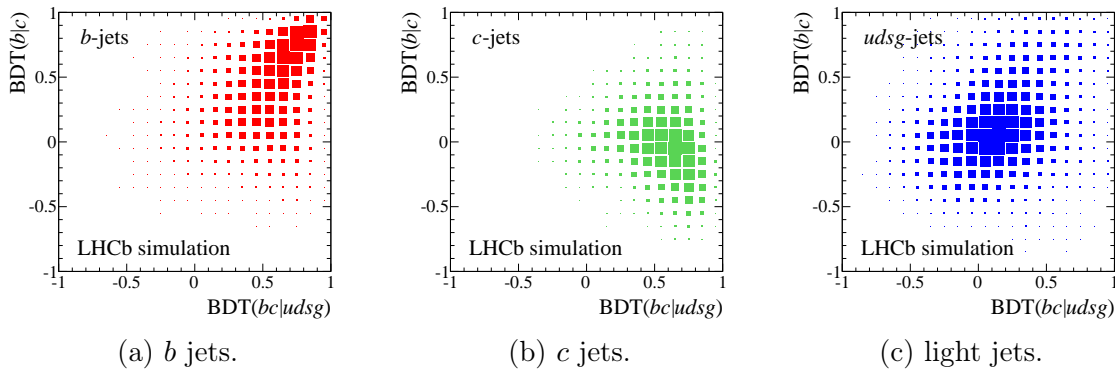 BDT(b|c)
1
0.5
0
-0.5
-1
b-jets
LHCb simulation
-1 -0.5 0 0.5 1
BDT(bc|udsg)
(a) b jets.
BDT(b|c)
1
0.5
0
-0.5
-1
c-jets
LHCb simulation
-1 -0.5 0 0.5 1
BDT(bc|udsg)
(b) c jets.
BDT(b|c)
1
0.5
0
-0.5
-1
udsg-jets
LHCb simulation
-1 -0.5 0 0.5 1
BDT(bc|udsg)
(c) light jets.